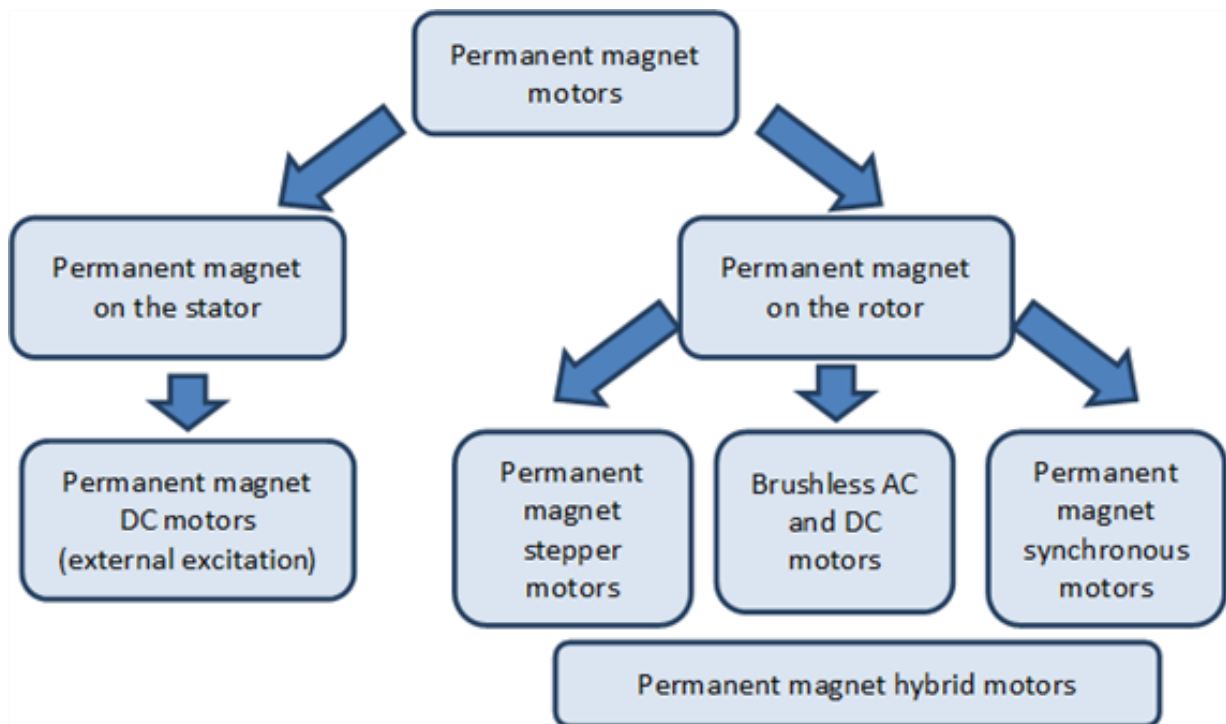 Permanent magnet
motors
Permanent magnet
on the stator
Permanent magnet
on the rotor
Permanent magnet
DC motors
(external excitation)
Permanent
magnet
stepper
motors
Brushless AC
and DC
motors
Permanent
magnet
synchronous
motors
Permanent magnet hybrid motors